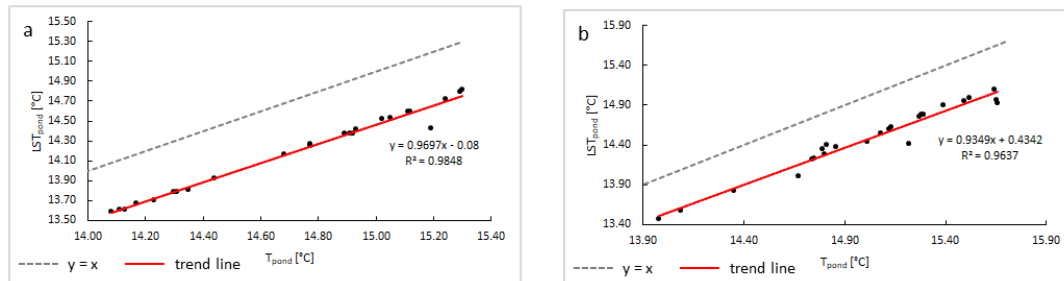 a
15.50
15.30
15.10
14.90
14.70
14.50
14.30
14.10
13.90
13.70
13.50
LSTpond [°C]
y = 0.9697x - 0.08
R² = 0.9848
14.00 14.20 14.40 14.60 14.80 15.00 15.20 15.40
Tpond [°C]
y = x trend line
b
15.90
15.40
14.90
14.40
13.90
13.40
LSTpond [°C]
y = 0.9349x + 0.4342
R² = 0.9637
13.90 14.40 14.90 15.40 15.90
Tpond [°C]
y = x trend line